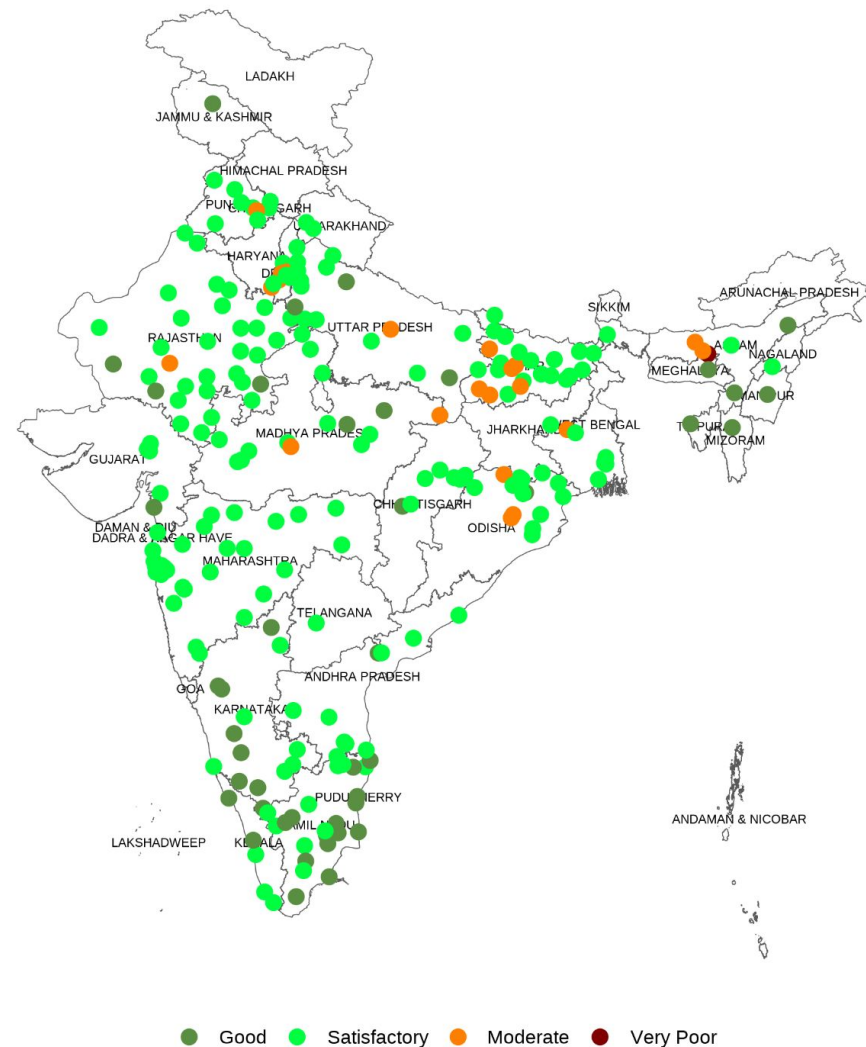 LADAKH
JAMMU & KASHMIR
HIMACHAL PRADESH
UTTARAKHAND
HARYANA
ARUNACHAL PRADESH
SIKKIM
UTTAR PRADESH
RAJASTHAN
NAGALAND
MEGHALAYA
MADHYA PRADESH
JHARKHAND
WEST BENGAL
MIZORAM
GUJARAT
CHHATTISGARH
DAMAN & DIU
ODISHA
MAHARASHTRA
TELANGANA
ANDHRA PRADESH
GOA
KARNATAKA
PUDUCHERRY
ANDAMAN & NICOBAR
LAKSHADWEEP
Good Satisfactory Moderate Very Poor